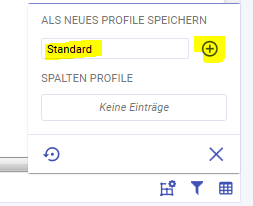 ALS NEUES PROFILE SPEICHERN
Standard
SPALTEN PROFILE
Keine Einträge